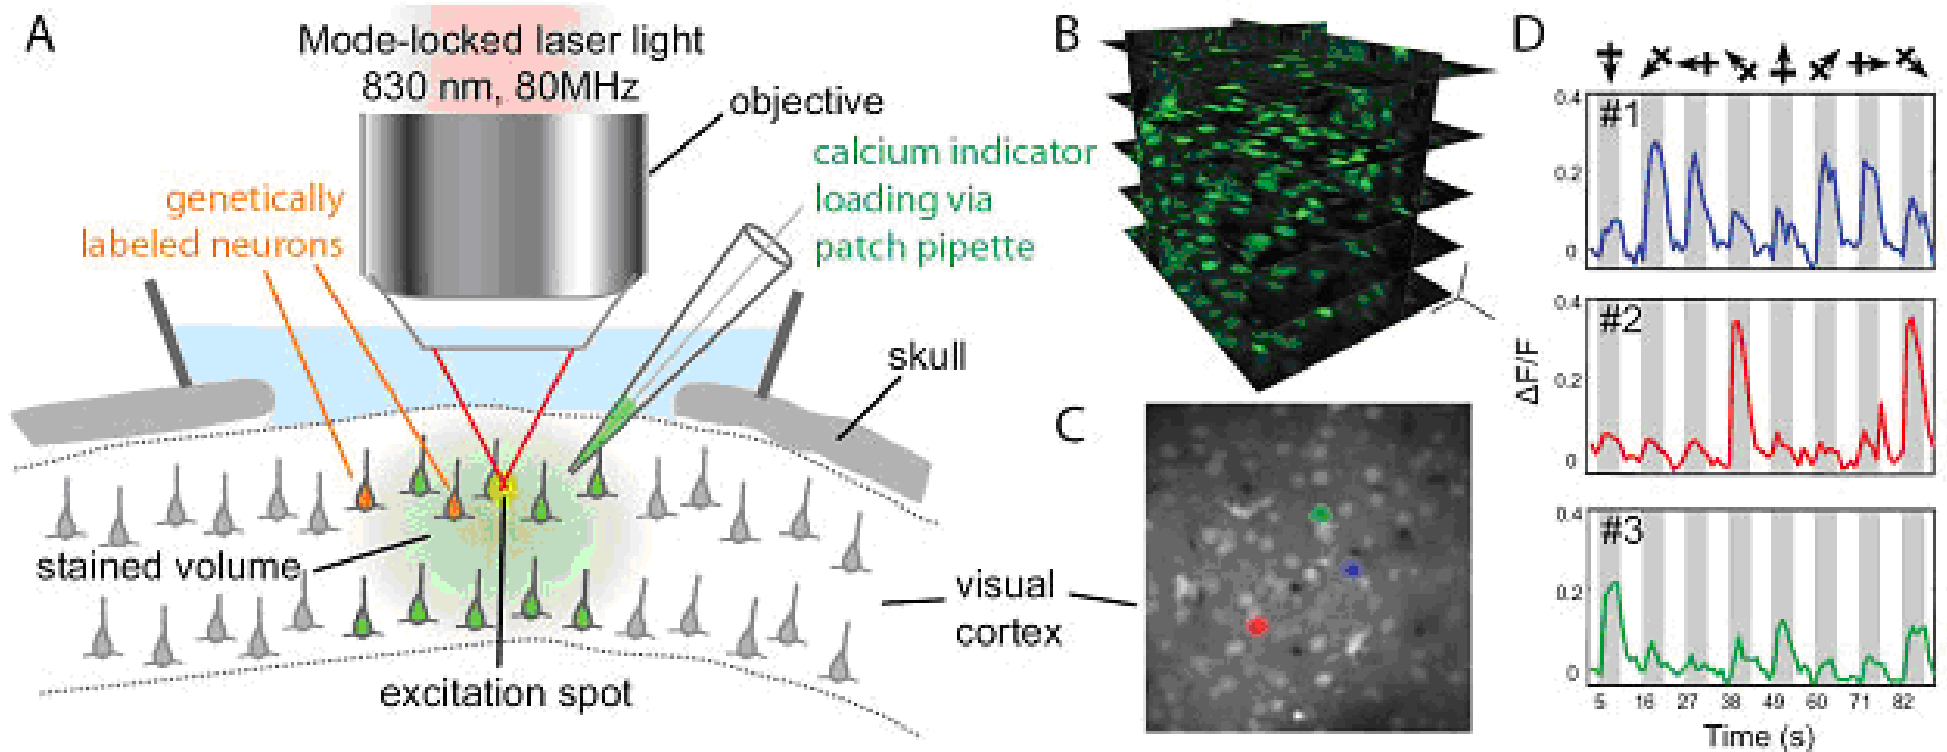 A
Mode-locked laser light
830 nm, 80MHz
objective
calcium indicator
loading via
patch pipette
genetically
labeled neurons
skull
stained volume
visual
cortex
excitation spot
B
C
D
#1
0.4
0.2
0
#2
0.4
0.2
0
ΔF/F
#3
0.4
0.2
0
5 16 27 38 49 60 71 82
Time (s)